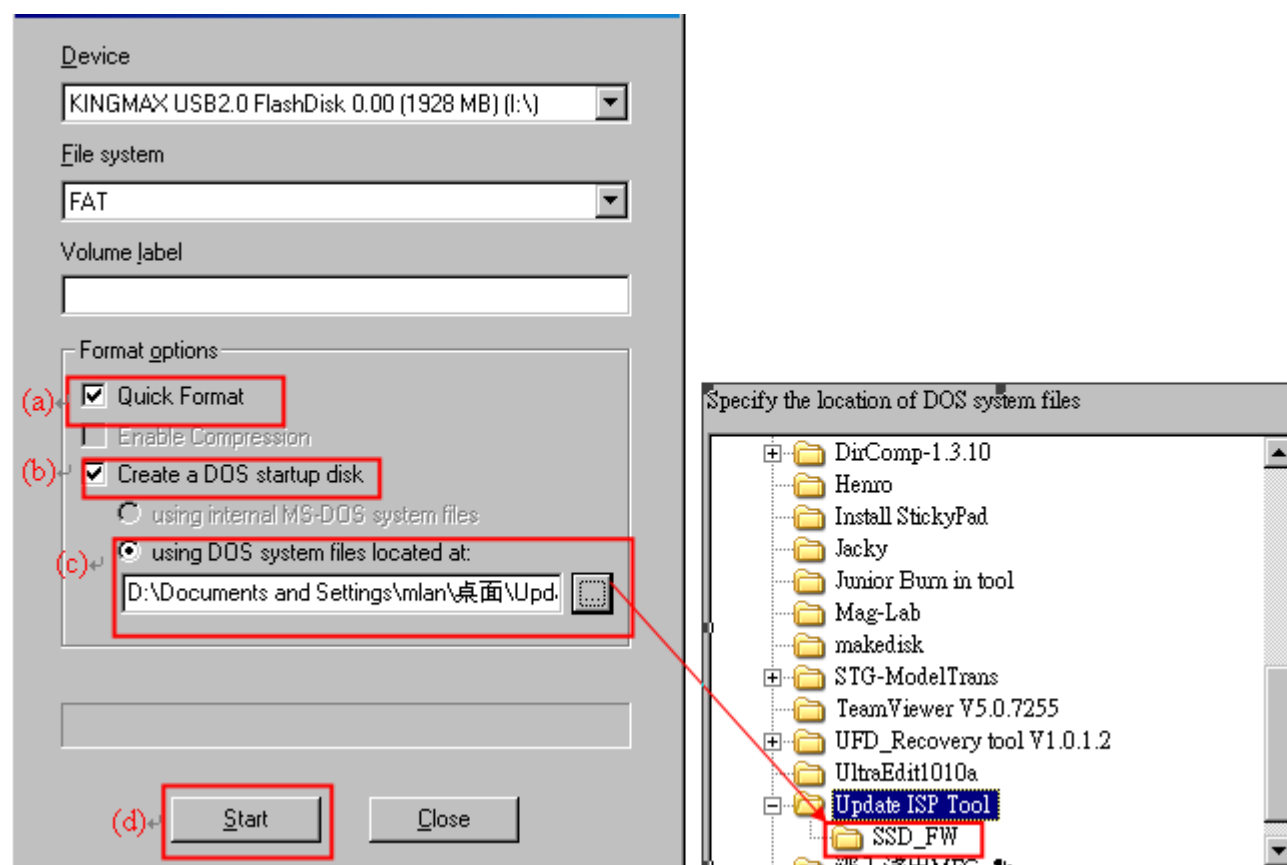 Device
KINGMAX USB2.0 FlashDisk 0.00 (1928 MB) (I:\)
File system
FAT
Volume label
Format options
(a) Quick Format
Enable Compression
(b) Create a DOS startup disk
using internal MS-DOS system files
(c) using DOS system files located at:
D:\Documents and Settings\mlan\桌面\Upd
...
(d) Start
Close
Specify the location of DOS system files
DirComp-1.3.10
Henro
Install StickyPad
Jacky
Junior Burn in tool
Mag-Lab
makedisk
STG-ModelTrans
TeamViewer V5.0.7255
UFD_Recovery tool V1.0.1.2
UltraEdit1010a
Update ISP Tool
SSD_FW